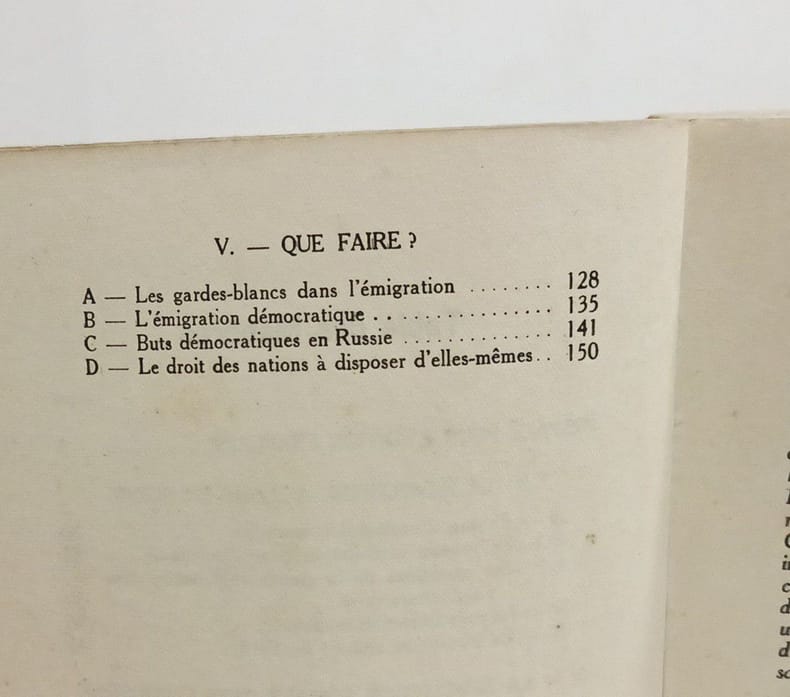 V. — QUE FAIRE ?
A — Les gardes-blancs dans l'émigration ........ 128
B — L'émigration démocratique ............... 135
C — Buts démocratiques en Russie ............. 141
D — Le droit des nations à disposer d'elles-mêmes.. 150